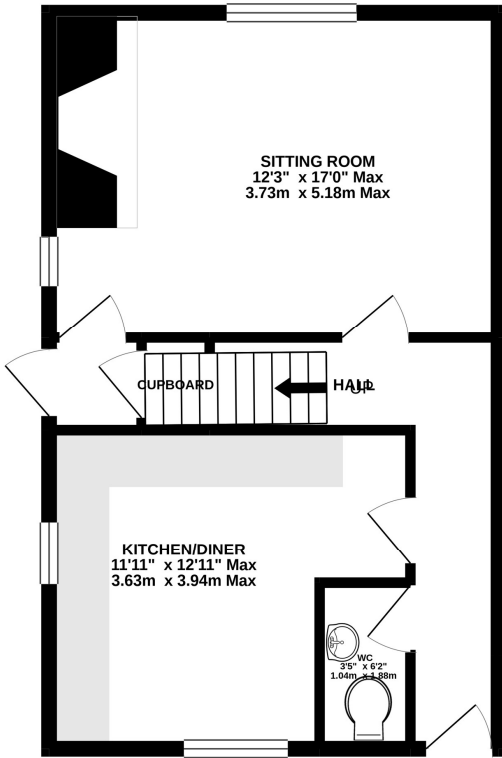 SITTING ROOM
12'3" x 17'0" Max
3.73m x 5.18m Max
CUPBOARD
HALL
UP
KITCHEN/DINER
11'11" x 12'11" Max
3.63m x 3.94m Max
WC
3'5" x 6'2"
1.04m x 1.88m